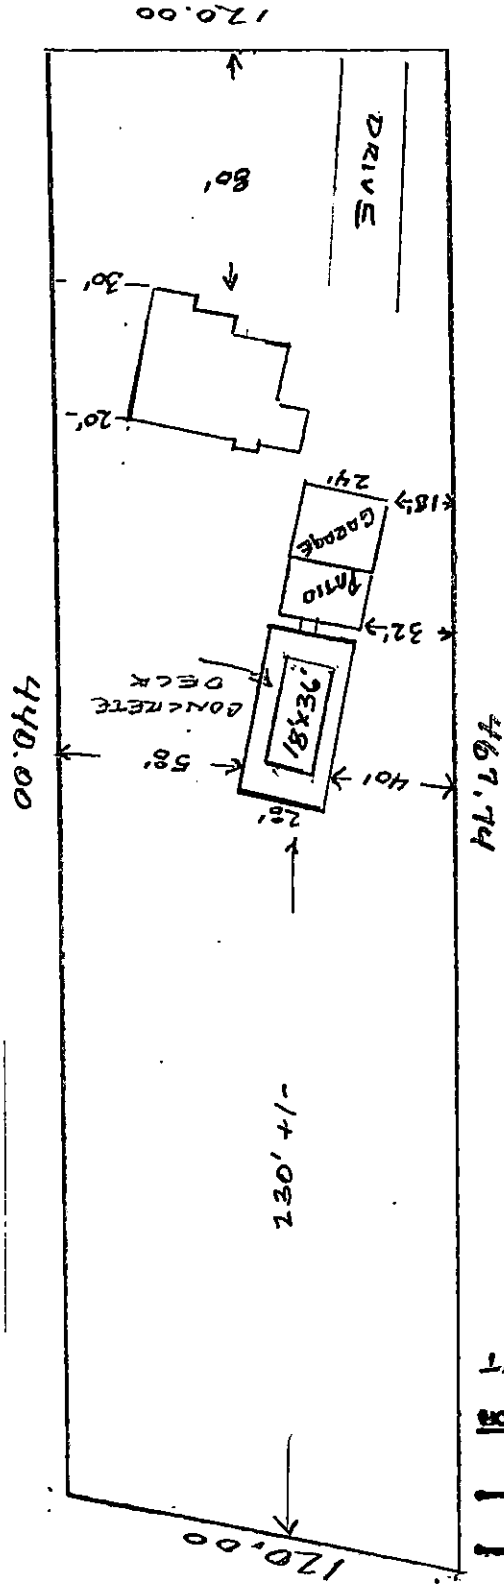 120.00
80'
DRIVE
30'
20'
24'
18'
GARAGE
PATIO
32'
CONCRETE
DECK
18'X36'
58'
40'
28'
440.00
467.74
230' +/-
120.00